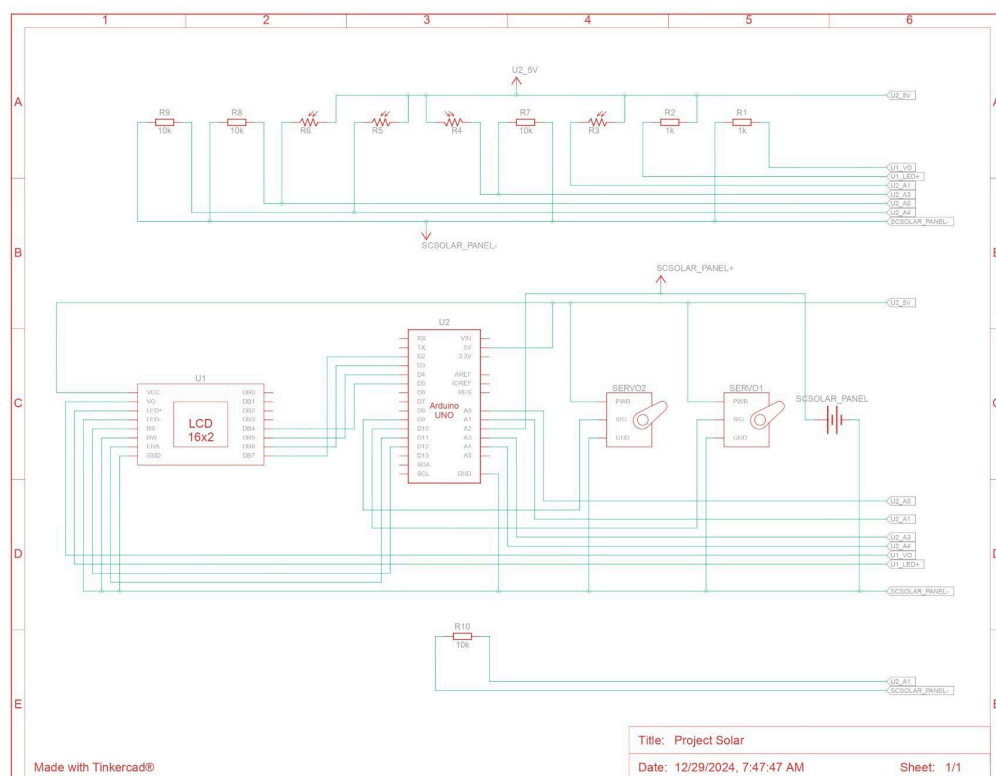 1 2 3 4 5 6
A
U2_5V
U2_5V
A
R9 R8 R6 R5 R4 R7 R3 R2 R1
10k 10k 10k 1k 1k
U1_VO
U1_LED+
U2_A1
U2_A3
U2_A0
U2_A4
SCSOLAR_PANEL-
B
SCSOLAR_PANEL-
SCSOLAR_PANEL+
U2_5V
U2
RX VIN
TX 5V
D2 3.3V
D3
D4 AREF
D5 IOREF
D6 RES
D7
D8 A0
D9 A1
D10 A2
D11 A3
D12 A4
D13 A5
SDA
SCL GND
Arduino
UNO
C
U1
VCC DB0
VO DB1
LED+ DB2
LED- DB3
RS DB4
RW DB5
ENA DB6
GND DB7
LCD
16x2
SERVO2
PWR
SIG
GND
SERVO1
PWR
SIG
GND
SCSOLAR_PANEL
D
U2_A0
U2_A1
U2_A3
U2_A4
U1_VO
U1_LED+
SCSOLAR_PANEL-
D
R10
10k
E
U2_A1
SCSOLAR_PANEL-
Title: Project Solar
Made with Tinkercad®
Date: 12/29/2024, 7:47:47 AM Sheet: 1/1